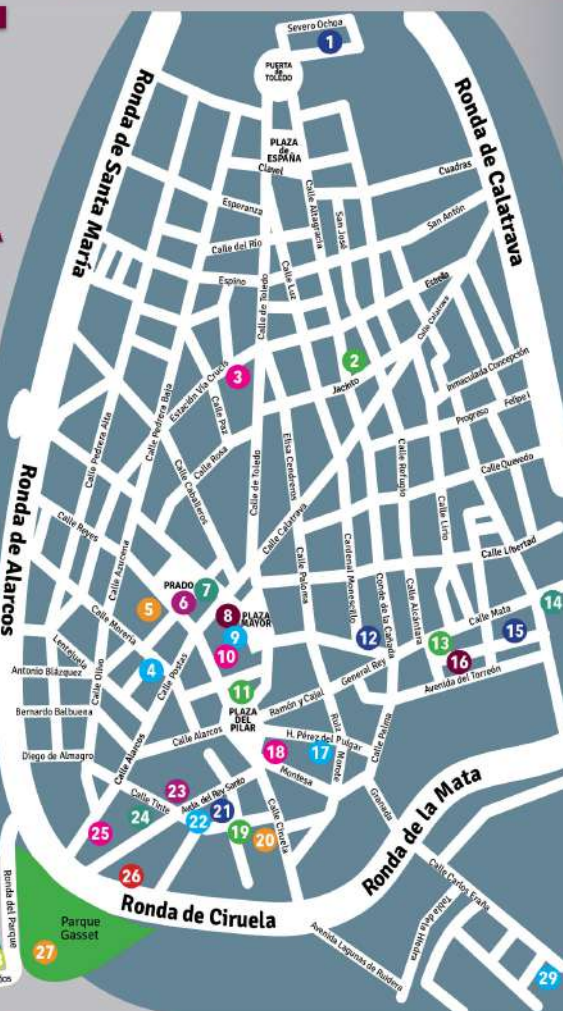 Severo Ochoa
1
PUERTA
de
TOLEDO
Ronda de Santa María
Ronda de Calatrava
PLAZA
de
ESPAÑA
Clavel
Cuadras
Esperanza
Calle Altagracia
San José
San Antón
Calle del Río
Espino
Calle de Toledo
Calle Luz
Estrella
Calle Calatrava
2
3
Jacinto
Estación Vía Crucis
Inmaculada Concepción
Calle Pedrera Baja
Calle Pedrera Alta
Calle Paz
Calle Rosa
Progreso
Felipe I
Calle Caballeros
Calle de Toledo
Elisa Cendreros
Calle Refugio
Calle Quevedo
Ronda de Alarcos
Calle Reyes
Calle Calatrava
Calle Lirio
Calle Libertad
Calle Azucena
Calle Paloma
Cardenal Monescillo
Conde de la Cañada
Calle Alcántara
PRADO
7
6
5
8
PLAZA
MAYOR
9
10
Calle Morería
14
Calle Mata
15
12
13
16
Lentejuela
4
Calle Postas
General Rey
Avenida del Torreón
Antonio Blázquez
Calle Olivo
11
Ramón y Cajal
Bernardo Balbuena
PLAZA
DEL
PILAR
Calle Alarcos
H. Pérez del Pulgar
Ruiz Morote
Calle Palma
18
17
Diego de Almagro
Calle Alarcos
Montesa
23
Avda. del Rey Santo
Calle Tinte
24
22
21
19
20
Calle Ciruela
Granada
25
Ronda de la Mata
26
Ronda de Ciruela
Calle Carlos Eraña
Ronda del Parque
Parque
Gasset
27
Avenida Lagunas de Ruidera
Tabla de la Hiedra
29